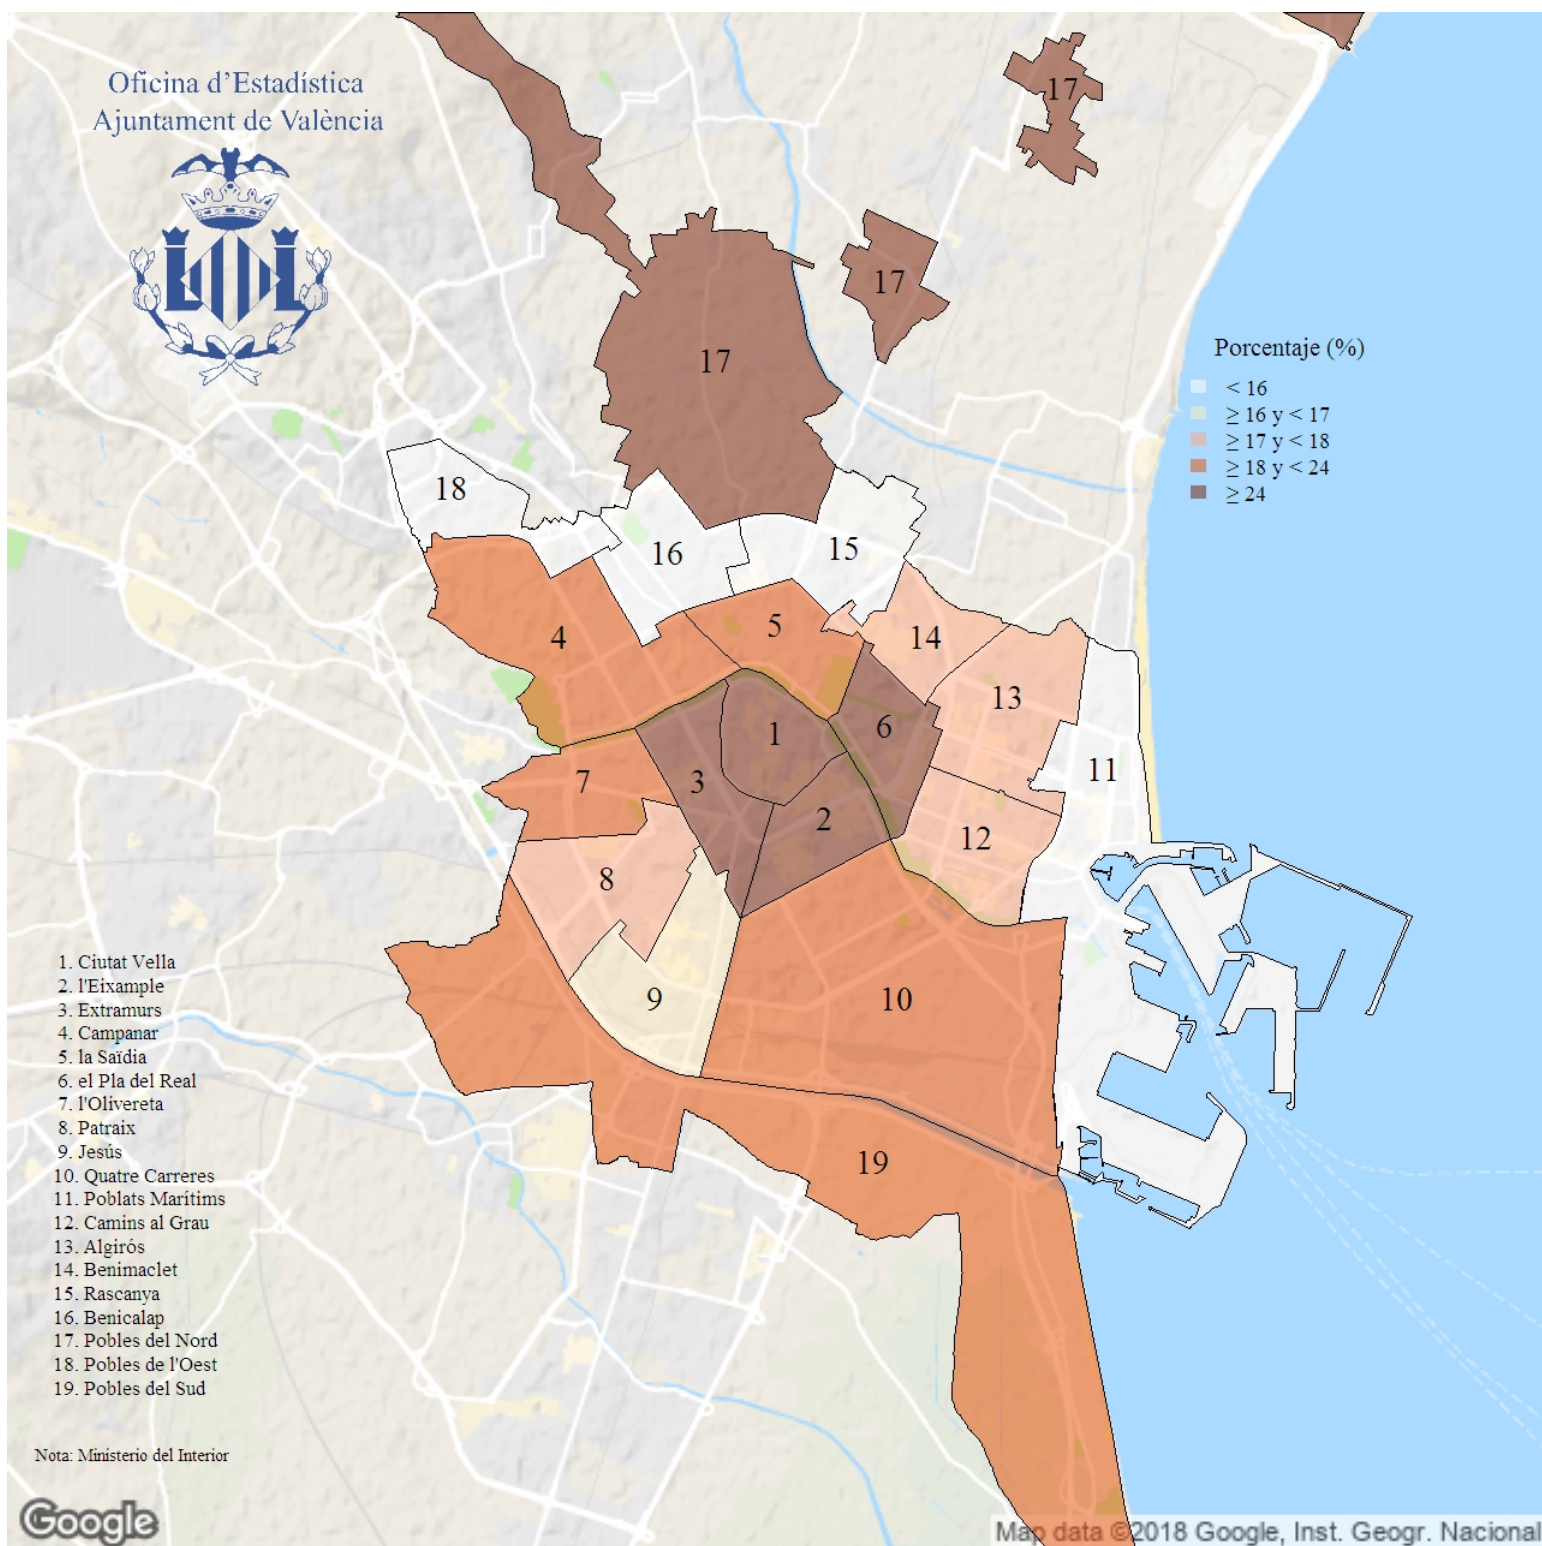 Oficina d'Estadística
Ajuntament de València
17
17
17
Porcentaje (%)
< 16
≥ 16 y < 17
≥ 17 y < 18
≥ 18 y < 24
≥ 24
18
16
15
4
5
14
13
1
6
11
7
3
2
12
8
9
10
19
1. Ciutat Vella
2. l'Eixample
3. Extramurs
4. Campanar
5. la Saïdia
6. el Pla del Real
7. l'Olivereta
8. Patraix
9. Jesús
10. Quatre Carreres
11. Poblats Marítims
12. Camins al Grau
13. Algirós
14. Benimaclet
15. Rascanya
16. Benicalap
17. Pobles del Nord
18. Pobles de l'Oest
19. Pobles del Sud
Nota: Ministerio del Interior
Google
Map data ©2018 Google, Inst. Geogr. Nacional